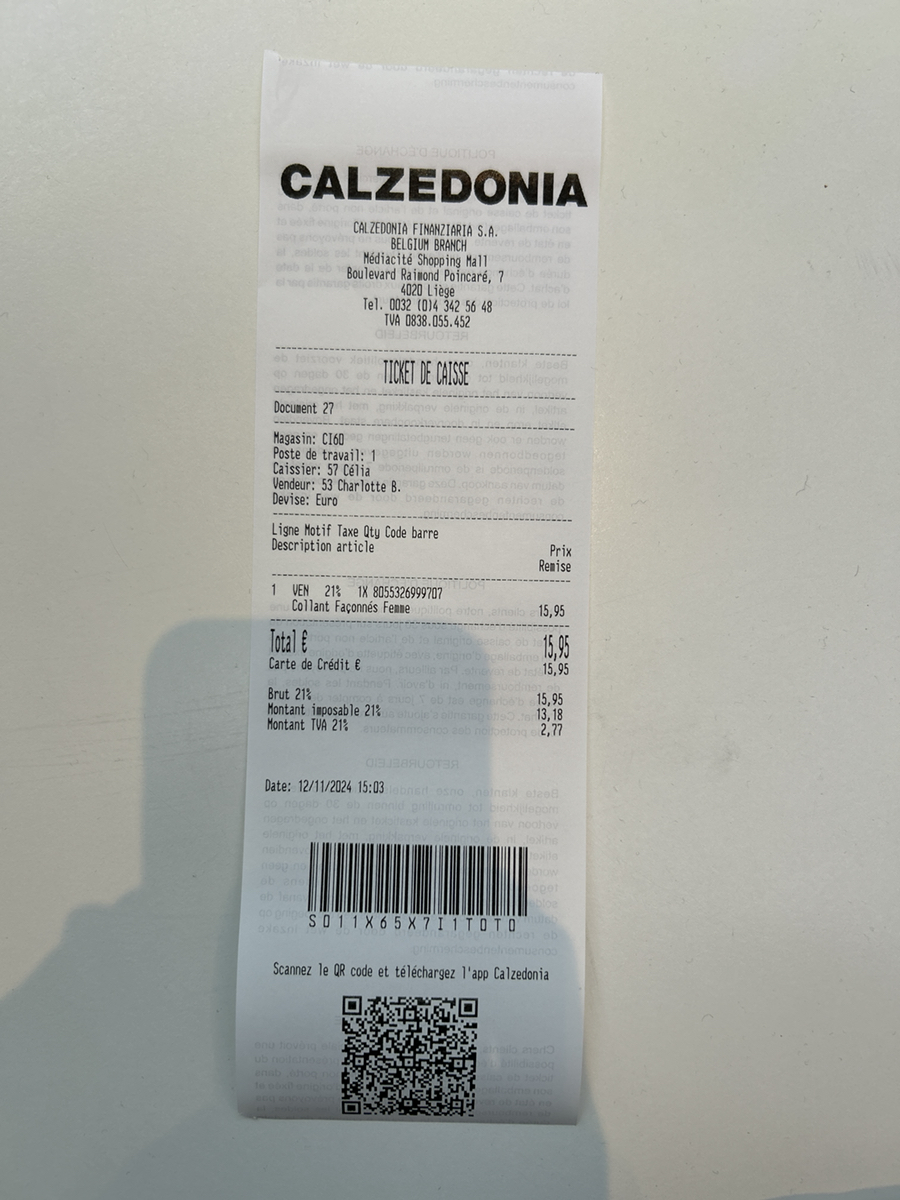 CALZEDONIA
CALZEDONIA FINANZIARIA S.A.
BELGIUM BRANCH
Médiacité Shopping Mall
Boulevard Raimond Poincaré, 7
4020 Liège
Tel. 0032 (0)4 342 56 48
TVA 0838.055.452
TICKET DE CAISSE
Document 27
Magasin: CI60
Poste de travail: 1
Caissier: 57 Célia
Vendeur: 53 Charlotte B.
Devise: Euro
Ligne Motif Taxe Qty Code barre
Description article Prix
Remise
1 VEN 21% 1X 8055326999707
Collant Façonnés Femme 15,95
Total € 15,95
Carte de Crédit € 15,95
Brut 21% 15,95
Montant imposable 21% 13,18
Montant TVA 21% 2,77
Date: 12/11/2024 15:03
S011X65X7I1T0T0
Scannez le QR code et téléchargez l'app Calzedonia